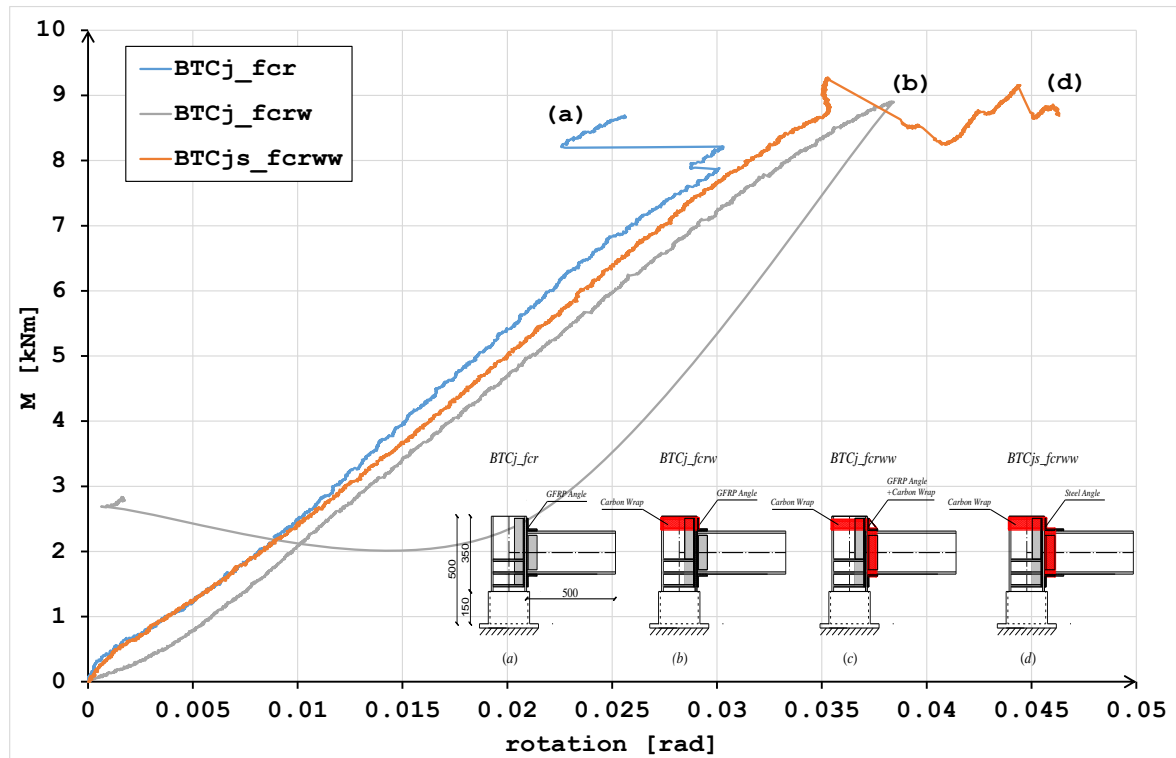 10
9
8
7
6
5
4
3
2
1
0
M [kNm]
BTCj_fcr
BTCj_fcrw
BTCjs_fcrww
(a)
(b)
(d)
BTCj_fcr
BTCj_fcrw
BTCj_fcrww
BTCjs_fcrww
GFRP Angle
Carbon Wrap
GFRP Angle
Carbon Wrap
GFRP Angle
+Carbon Wrap
Carbon Wrap
Steel Angle
500
350
150
500
(a)
(b)
(c)
(d)
0
0.005
0.01
0.015
0.02
0.025
0.03
0.035
0.04
0.045
0.05
rotation [rad]